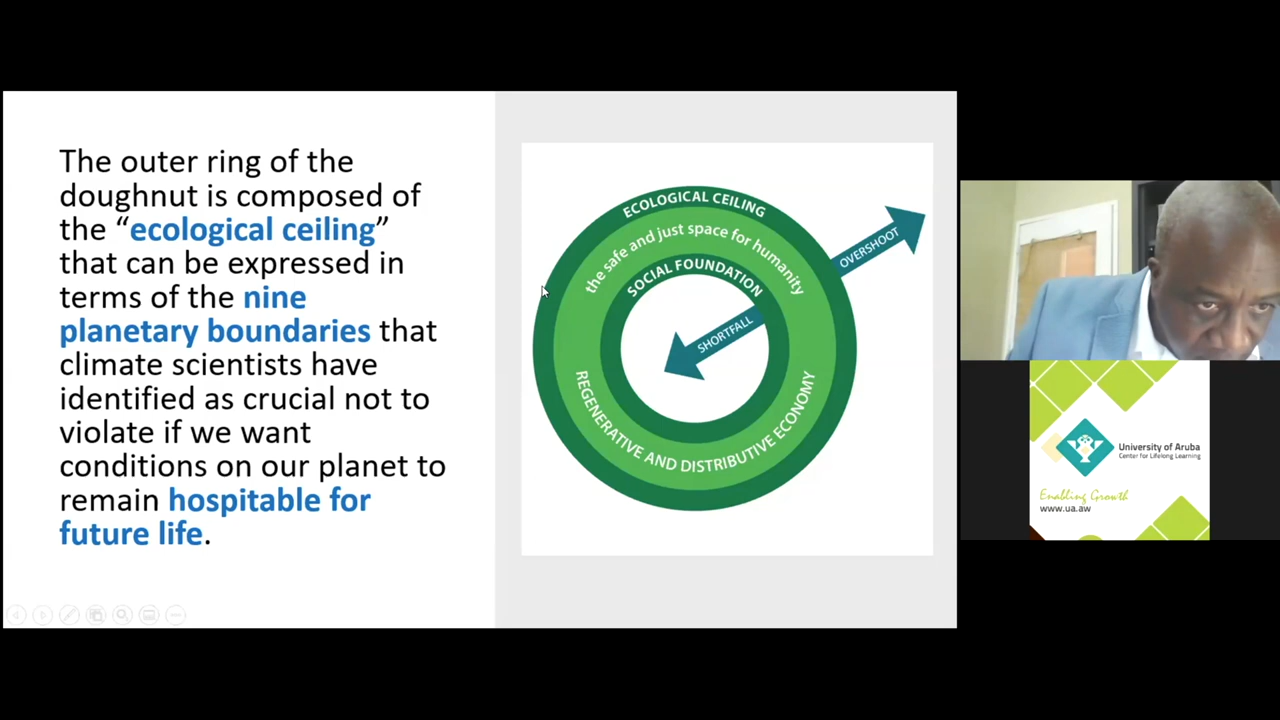 The outer ring of the
doughnut is composed of
the “ecological ceiling”
that can be expressed in
terms of the nine
planetary boundaries that
climate scientists have
identified as crucial not to
violate if we want
conditions on our planet to
remain hospitable for
future life.
ECOLOGICAL CEILING
the safe and just space for humanity
SOCIAL FOUNDATION
OVERSHOOT
SHORTFALL
REGENERATIVE AND DISTRIBUTIVE ECONOMY
University of Aruba
Center for Lifelong Learning
Enabling Growth
www.ua.aw